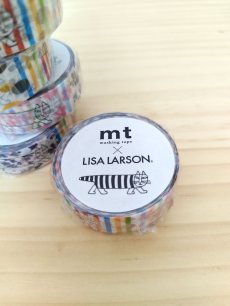 mt
masking tape
×
LISA LARSON.